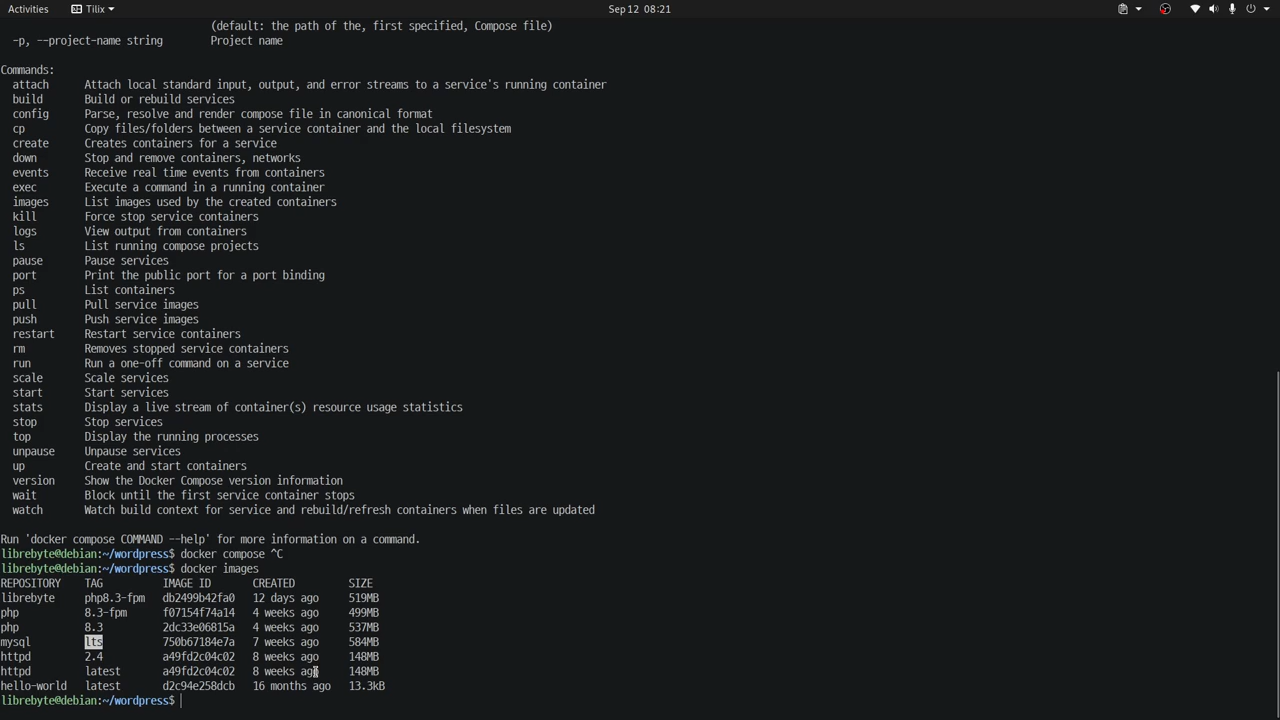 Activities Tilix Sep 12 08:21
(default: the path of the, first specified, Compose file)
-p, --project-name string Project name
Commands:
attach Attach local standard input, output, and error streams to a service's running container
build Build or rebuild services
config Parse, resolve and render compose file in canonical format
cp Copy files/folders between a service container and the local filesystem
create Creates containers for a service
down Stop and remove containers, networks
events Receive real time events from containers
exec Execute a command in a running container
images List images used by the created containers
kill Force stop service containers
logs View output from containers
ls List running compose projects
pause Pause services
port Print the public port for a port binding
ps List containers
pull Pull service images
push Push service images
restart Restart service containers
rm Removes stopped service containers
run Run a one-off command on a service
scale Scale services
start Start services
stats Display a live stream of container(s) resource usage statistics
stop Stop services
top Display the running processes
unpause Unpause services
up Create and start containers
version Show the Docker Compose version information
wait Block until the first service container stops
watch Watch build context for service and rebuild/refresh containers when files are updated
Run 'docker compose COMMAND --help' for more information on a command.
librebyte@debian:~/wordpress$ docker compose ^C
librebyte@debian:~/wordpress$ docker images
REPOSITORY TAG IMAGE ID CREATED SIZE
librebyte php8.3-fpm db2499b42fa0 12 days ago 519MB
php 8.3-fpm f07154f74a14 4 weeks ago 499MB
php 8.3 2dc33e06815a 4 weeks ago 537MB
mysql lts 750b67184e7a 7 weeks ago 584MB
httpd 2.4 a49fd2c04c02 8 weeks ago 148MB
httpd latest a49fd2c04c02 8 weeks ago 148MB
hello-world latest d2c94e258dcb 16 months ago 13.3kB
librebyte@debian:~/wordpress$